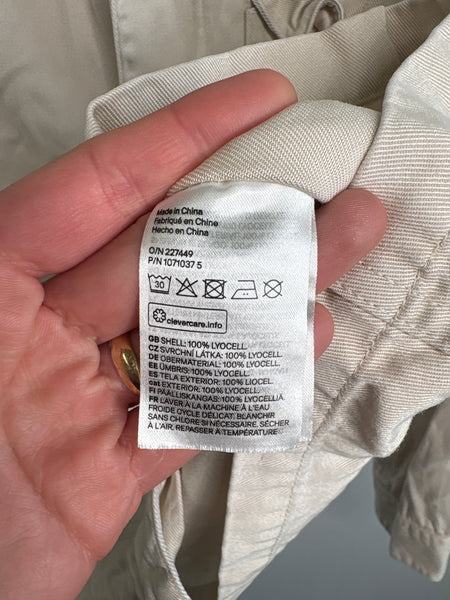 Made in China
Fabriqué en Chine
Hecho en China
O/N 227449
P/N 1071037 5
30
clevercare.info
GB SHELL: 100% LYOCELL.
CZ SVRCHNÍ LÁTKA: 100% LYOCELL.
DE OBERMATERIAL: 100% LYOCELL.
EE ÜMBRIS: 100% LYOCELL.
ES TELA EXTERIOR: 100% LIOCEL.
EXTERIOR: 100% LYOCELL.
FI PÄÄLLISKANGAS: 100% LYOCELLIÄ
FR LAVER À LA MACHINE À L'EAU
FROIDE CYCLE DÉLICAT. BLANCHIR
SANS CHLORE SI NÉCESSAIRE. SÉCHER
À L'AIR, REPASSER À TEMPÉRATURE